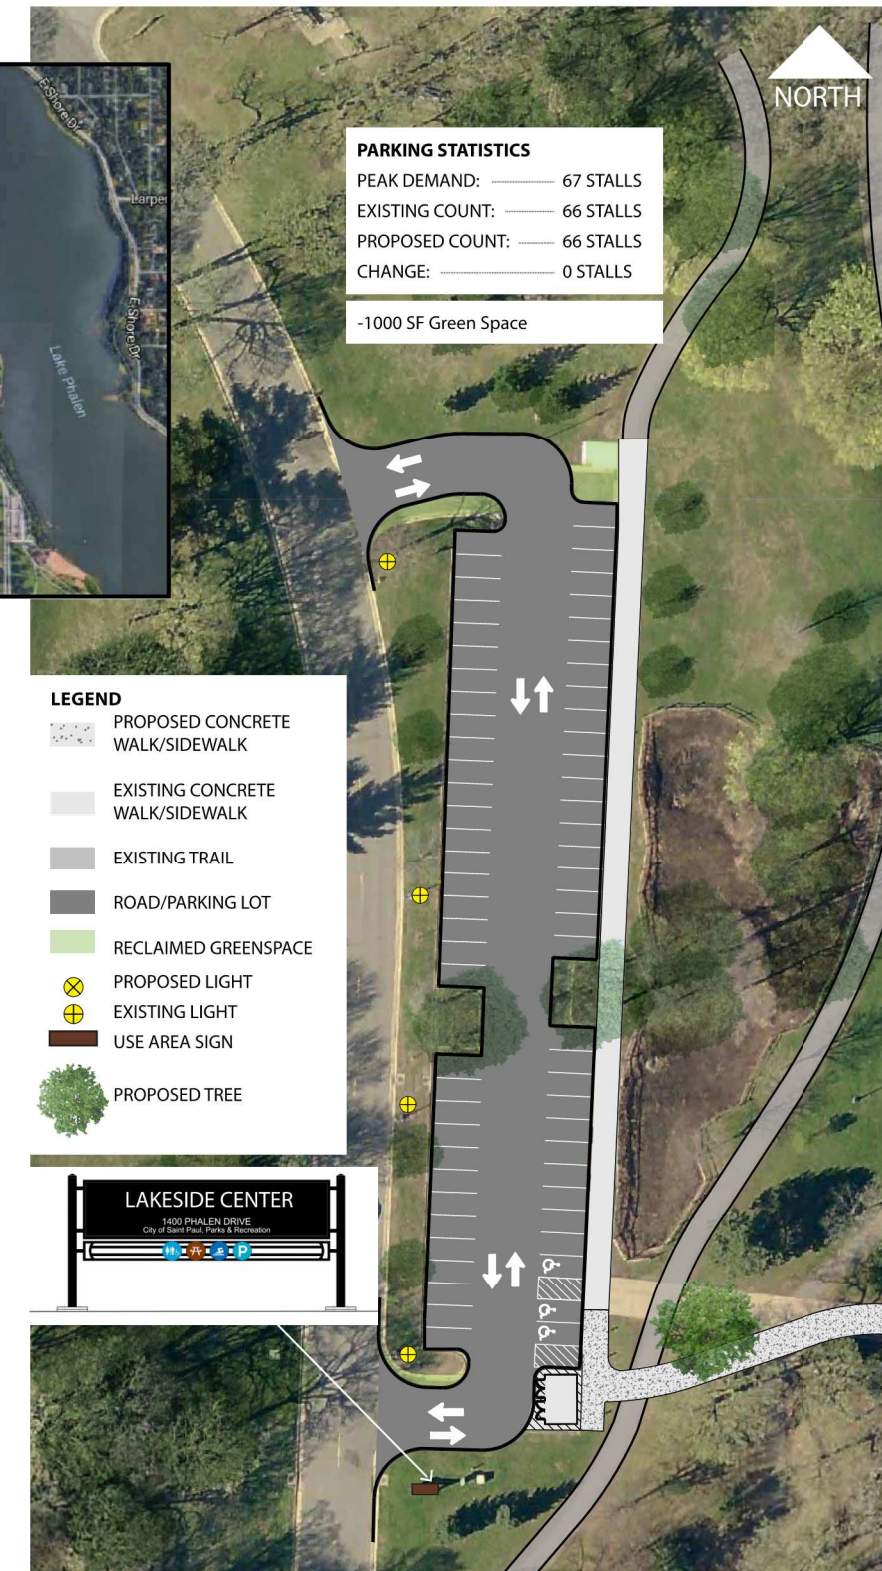 NORTH
E Shore Dr
Larpen
E Shore Dr
Lake Phalen
PARKING STATISTICS
PEAK DEMAND: 67 STALLS
EXISTING COUNT: 66 STALLS
PROPOSED COUNT: 66 STALLS
CHANGE: 0 STALLS
-1000 SF Green Space
LEGEND
PROPOSED CONCRETE
WALK/SIDEWALK
EXISTING CONCRETE
WALK/SIDEWALK
EXISTING TRAIL
ROAD/PARKING LOT
RECLAIMED GREENSPACE
PROPOSED LIGHT
EXISTING LIGHT
USE AREA SIGN
PROPOSED TREE
LAKESIDE CENTER
1400 PHALEN DRIVE
City of Saint Paul, Parks & Recreation
P